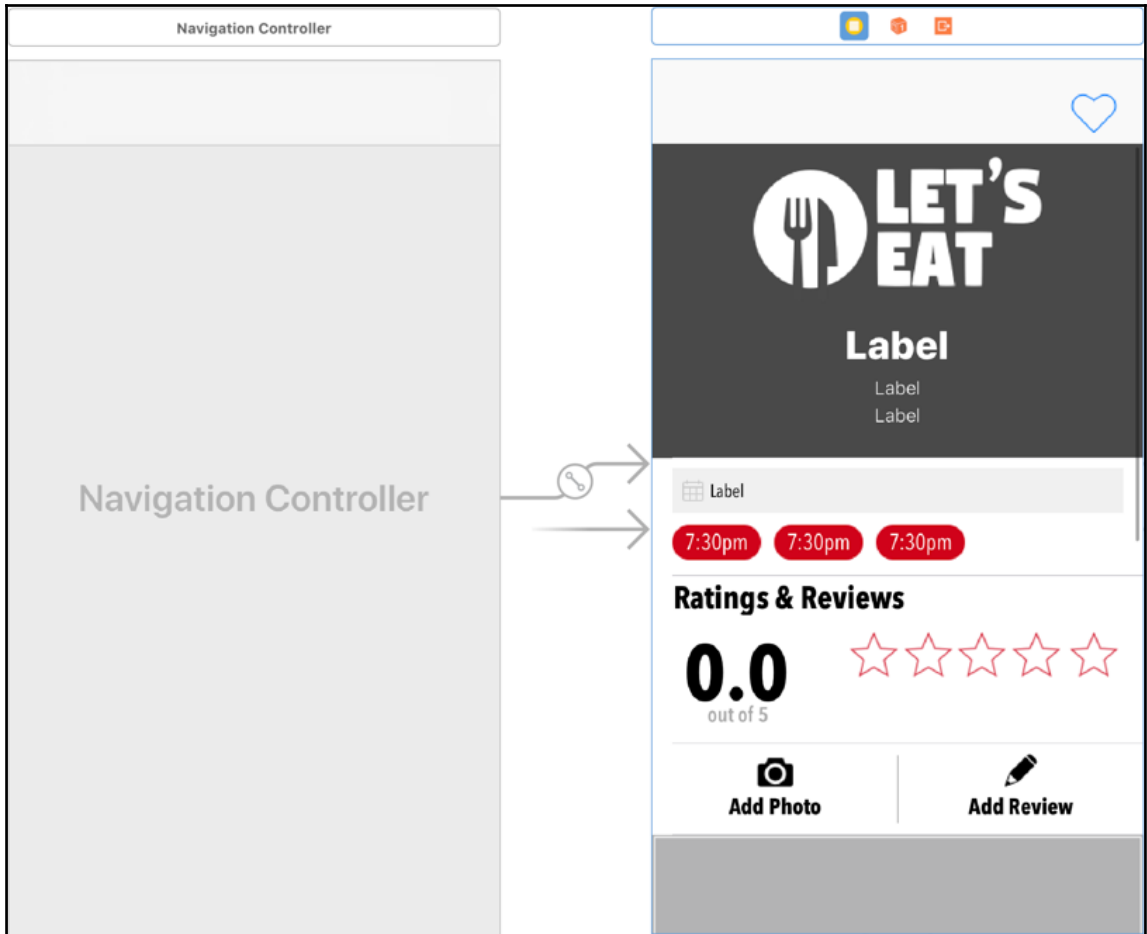 Navigation Controller
Navigation Controller
LET'S
EAT
Label
Label
Label
Label
7:30pm 7:30pm 7:30pm
Ratings & Reviews
0.0
out of 5
Add Photo Add Review